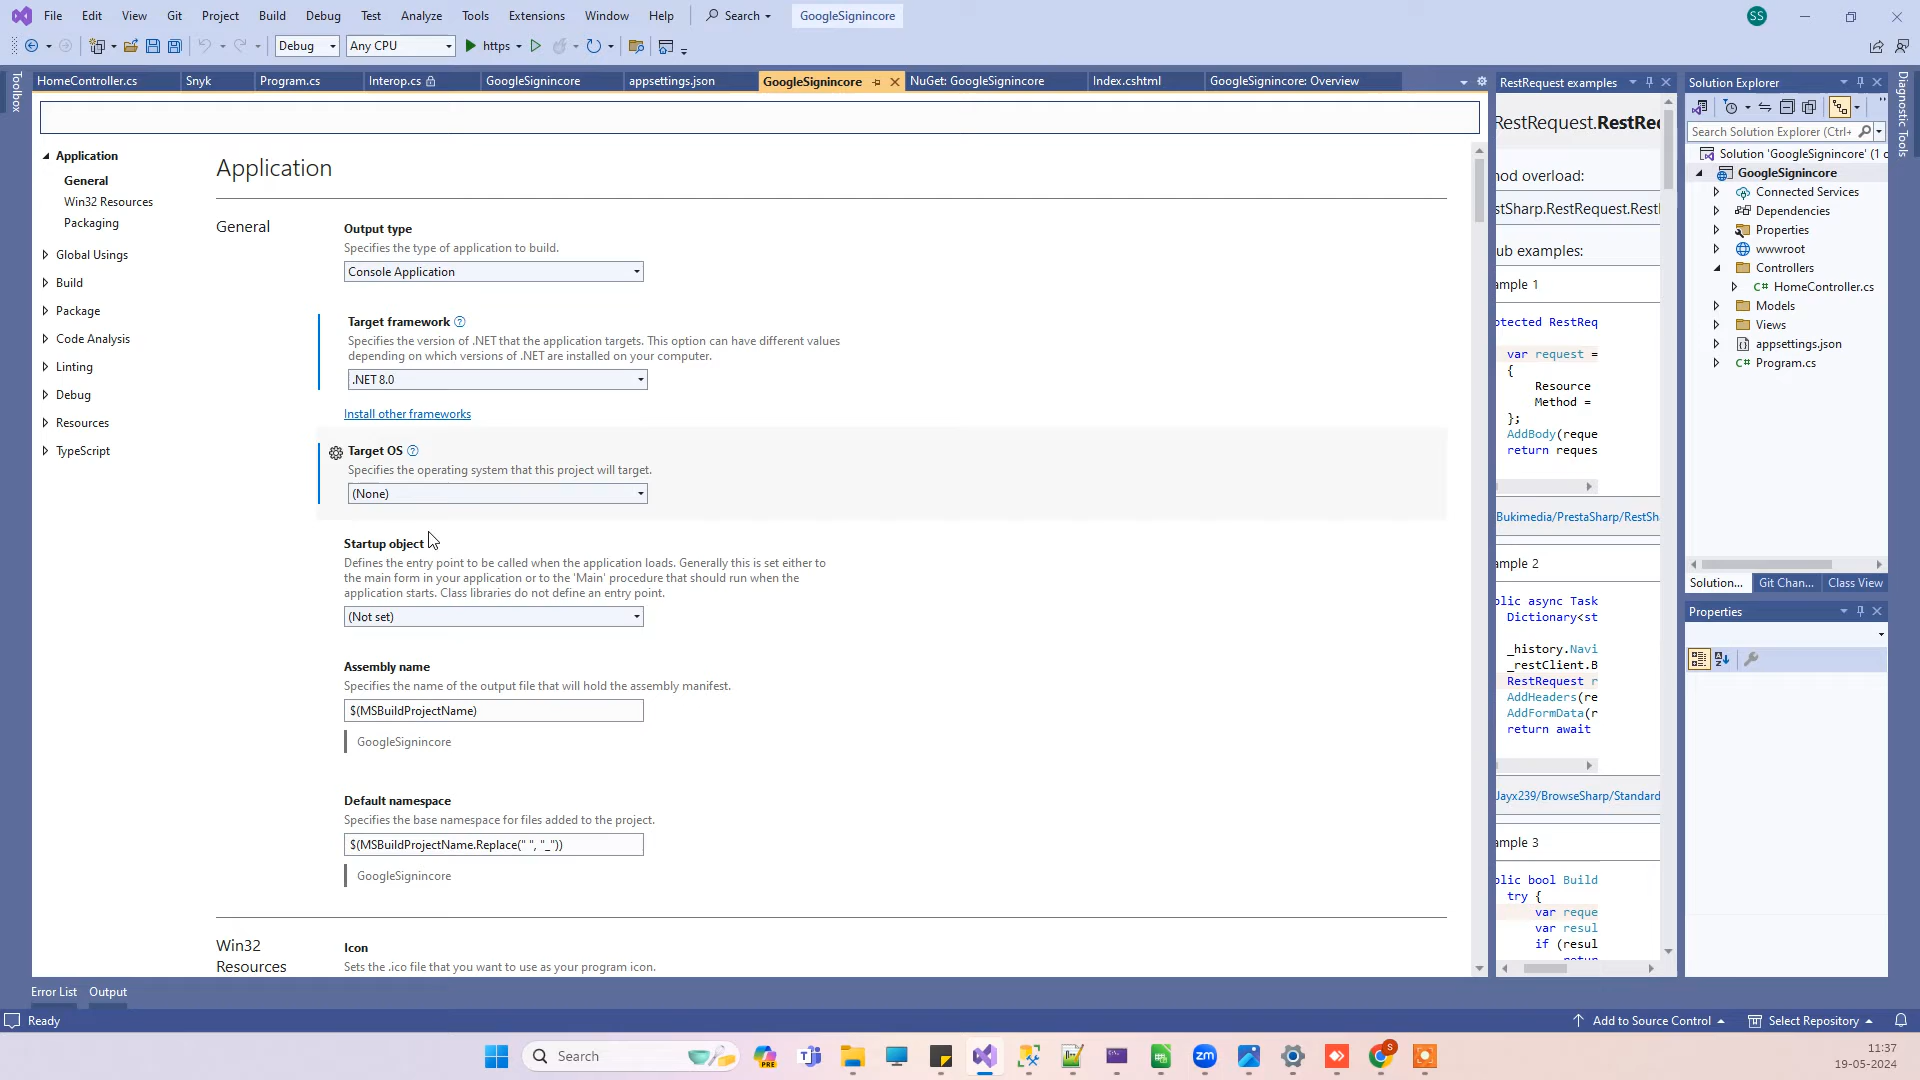 File Edit View Git Project Build Debug Test Analyze Tools Extensions Window Help Search GoogleSignincore
SS
Debug Any CPU https
HomeController.cs Snyk Program.cs Interop.cs GoogleSignincore appsettings.json GoogleSignincore NuGet: GoogleSignincore Index.cshtml GoogleSignincore: Overview
Toolbox
Application
General
Win32 Resources
Packaging
Global Usings
Build
Package
Code Analysis
Linting
Debug
Resources
TypeScript
Application
General
Output type
Specifies the type of application to build.
Console Application
Target framework
Specifies the version of .NET that the application targets. This option can have different values
depending on which versions of .NET are installed on your computer.
.NET 8.0
Install other frameworks
Target OS
Specifies the operating system that this project will target.
(None)
Startup object
Defines the entry point to be called when the application loads. Generally this is set either to
the main form in your application or to the 'Main' procedure that should run when the
application starts. Class libraries do not define an entry point.
(Not set)
Assembly name
Specifies the name of the output file that will hold the assembly manifest.
$(MSBuildProjectName)
GoogleSignincore
Default namespace
Specifies the base namespace for files added to the project.
$(MSBuildProjectName.Replace(" ", "_"))
GoogleSignincore
Win32
Resources
Icon
Sets the .ico file that you want to use as your program icon.
RestRequest examples
RestRequest.RestRe
od overload:
stSharp.RestRequest.Rest
ub examples:
ample 1
otected RestReq
var request =
{
Resource
Method =
};
AddBody(reque
return reques
Bukimedia/PrestaSharp/RestSh
ample 2
blic async Task
Dictionary<st
_history.Navi
_restClient.B
RestRequest r
AddHeaders(re
AddFormData(r
return await
Jayx239/BrowseSharp/Standard
ample 3
blic bool Build
try {
var reque
var resul
if (resul
retur
Solution Explorer
Search Solution Explorer (Ctrl+
Solution 'GoogleSignincore' (1 o
GoogleSignincore
Connected Services
Dependencies
Properties
wwwroot
Controllers
C# HomeController.cs
Models
Views
appsettings.json
C# Program.cs
Solution... Git Chan... Class View
Properties
Diagnostic Tools
Error List Output
Ready Add to Source Control Select Repository
Search PRE zm S
11:37
19-05-2024